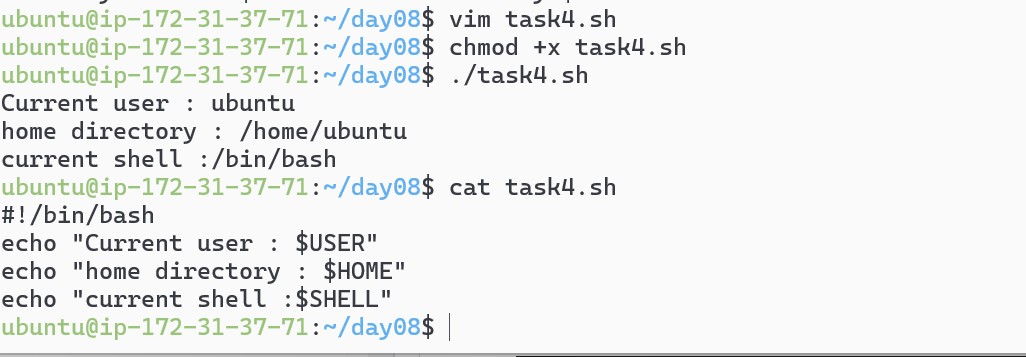 ubuntu@ip-172-31-37-71:~/day08$ vim task4.sh
ubuntu@ip-172-31-37-71:~/day08$ chmod +x task4.sh
ubuntu@ip-172-31-37-71:~/day08$ ./task4.sh
Current user : ubuntu
home directory : /home/ubuntu
current shell :/bin/bash
ubuntu@ip-172-31-37-71:~/day08$ cat task4.sh
#!/bin/bash
echo "Current user : $USER"
echo "home directory : $HOME"
echo "current shell :$SHELL"
ubuntu@ip-172-31-37-71:~/day08$